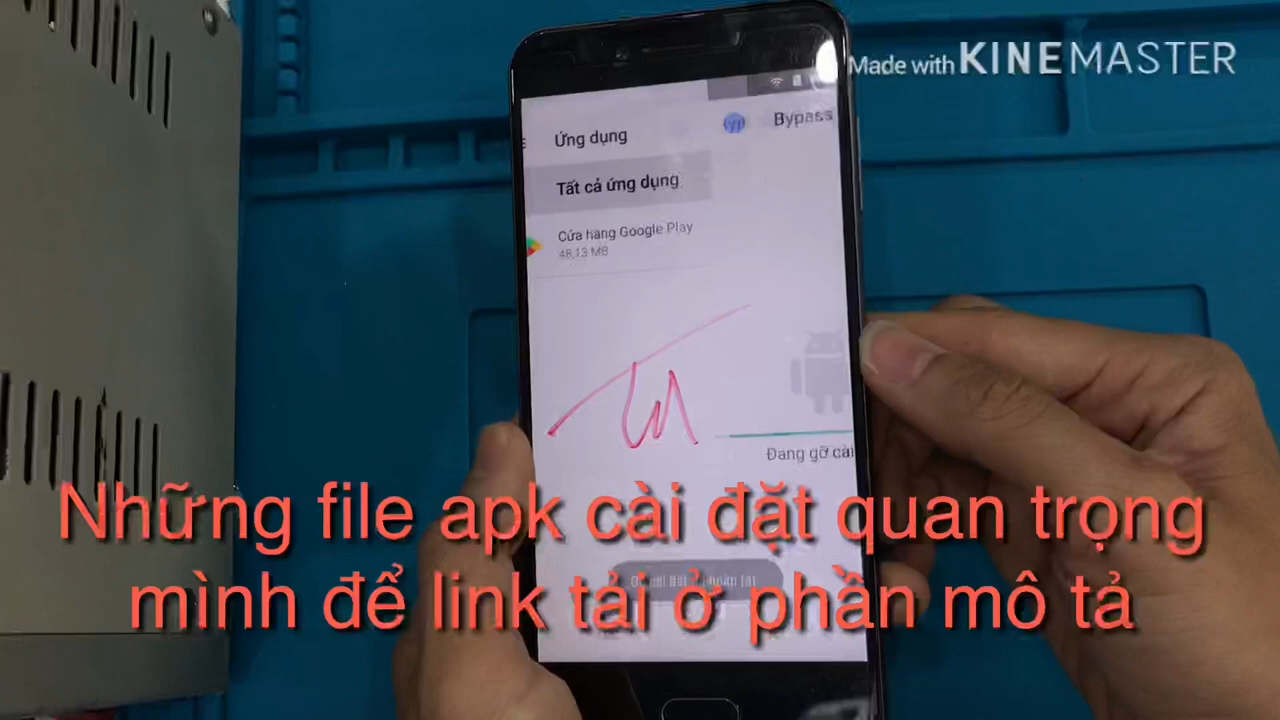 Made with KINEMASTER
Bypass
Ứng dụng
Tất cả ứng dụng
Cửa hàng Google Play
48,13 MB
Đang gỡ cài
Những file apk cài đặt quan trọng
mình để link tải ở phần mô tả